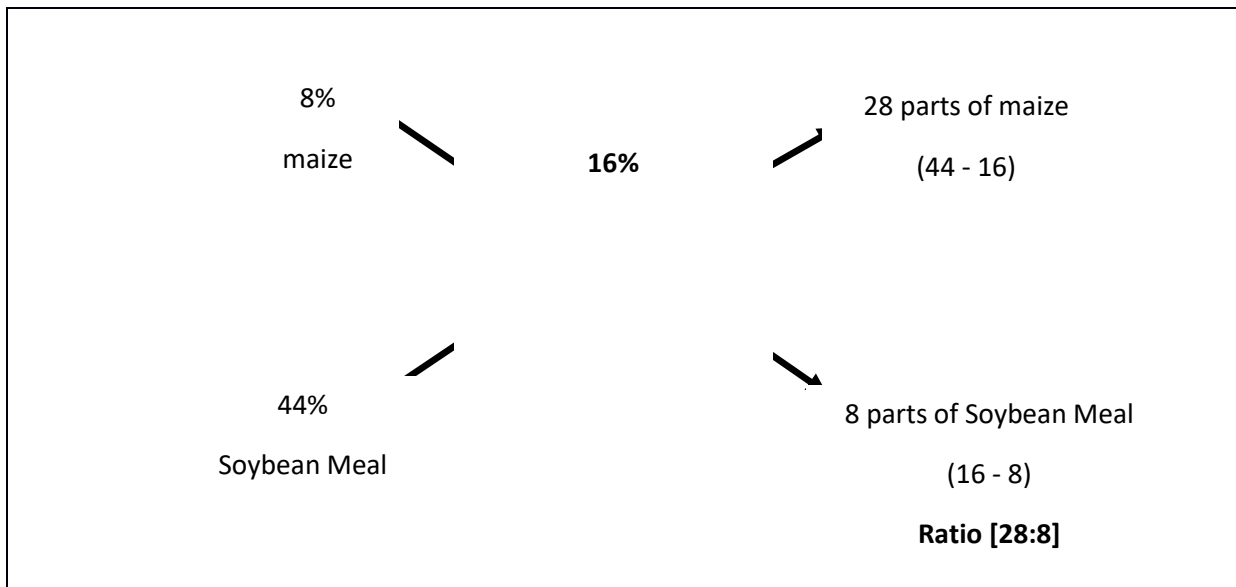 8%
maize
16%
28 parts of maize
(44 - 16)
44%
Soybean Meal
8 parts of Soybean Meal
(16 - 8)
Ratio [28:8]